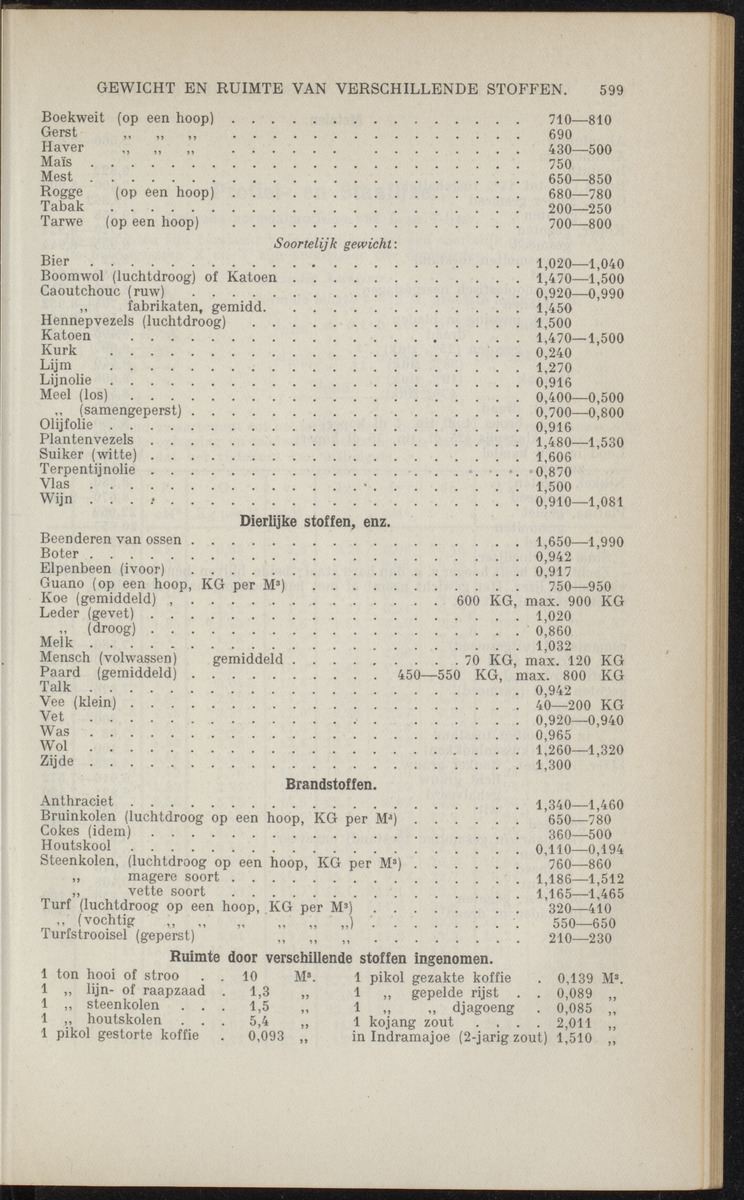 GEWICHT EN RUIMTE VAN VERSCHILLENDE STOFFEN. 599
Boekweit (op een hoop) . . . . . . . . . . . . . . . 710—810
Gerst „ „ „ . . . . . . . . . . . . . . . 690
Haver „ „ „ . . . . . . . . . . . . . . . 430—500
Maïs . . . . . . . . . . . . . . . . . . . . . . 750
Mest . . . . . . . . . . . . . . . . . . . . . . 650—850
Rogge (op een hoop) . . . . . . . . . . . . . . . 680—780
Tabak . . . . . . . . . . . . . . . . . . . . . 200—250
Tarwe (op een hoop) . . . . . . . . . . . . . . . 700—800
Soortelijk gewicht:
Bier . . . . . . . . . . . . . . . . . . . . . . 1,020—1,040
Boomwol (luchtdroog) of Katoen . . . . . . . . . . . . 1,470—1,500
Caoutchouc (ruw) . . . . . . . . . . . . . . . . . 0,920—0,990
„ fabrikaten, gemidd. . . . . . . . . . . . . 1,450
Hennepvezels (luchtdroog) . . . . . . . . . . . . . . 1,500
Katoen . . . . . . . . . . . . . . . . . . . . 1,470—1,500
Kurk . . . . . . . . . . . . . . . . . . . . . 0,240
Lijm . . . . . . . . . . . . . . . . . . . . . 1,270
Lijnolie . . . . . . . . . . . . . . . . . . . . . 0,916
Meel (los) . . . . . . . . . . . . . . . . . . . . 0,400—0,500
„ (samengeperst) . . . . . . . . . . . . . . . . . 0,700—0,800
Olijfolie . . . . . . . . . . . . . . . . . . . . . 0,916
Plantenvezels . . . . . . . . . . . . . . . . . . . 1,480—1,530
Suiker (witte) . . . . . . . . . . . . . . . . . . . 1,606
Terpentijnolie . . . . . . . . . . . . . . . . . . . 0,870
Vlas . . . . . . . . . . . . . . . . . . . . . . 1,500
Wijn . . . . . . . . . . . . . . . . . . . . . . 0,910—1,081
Dierlijke stoffen, enz.
Beenderen van ossen . . . . . . . . . . . . . . . . . 1,650—1,990
Boter . . . . . . . . . . . . . . . . . . . . . . 0,942
Elpenbeen (ivoor) . . . . . . . . . . . . . . . . . . 0,917
Guano (op een hoop, KG per M³) . . . . . . . . . . . 750—950
Koe (gemiddeld) , . . . . . . . . . . . . . . 600 KG, max. 900 KG
Leder (gevet) . . . . . . . . . . . . . . . . . . . 1,020
„ (droog) . . . . . . . . . . . . . . . . . . . 0,860
Melk . . . . . . . . . . . . . . . . . . . . . . 1,032
Mensch (volwassen) gemiddeld . . . . . . . . . 70 KG, max. 120 KG
Paard (gemiddeld) . . . . . . . . . . 450—550 KG, max. 800 KG
Talk . . . . . . . . . . . . . . . . . . . . . . 0,942
Vee (klein) . . . . . . . . . . . . . . . . . . . . 40—200 KG
Vet . . . . . . . . . . . . . . . . . . . . . . 0,920—0,940
Was . . . . . . . . . . . . . . . . . . . . . . 0,965
Wol . . . . . . . . . . . . . . . . . . . . . . 1,260—1,320
Zijde . . . . . . . . . . . . . . . . . . . . . . 1,300
Brandstoffen.
Anthraciet . . . . . . . . . . . . . . . . . . . . 1,340—1,460
Bruinkolen (luchtdroog op een hoop, KG per M³) . . . . . . 650—780
Cokes (idem) . . . . . . . . . . . . . . . . . . . 360—500
Houtskool . . . . . . . . . . . . . . . . . . . . 0,110—0,194
Steenkolen, (luchtdroog op een hoop, KG per M³) . . . . . . 760—860
„ magere soort . . . . . . . . . . . . . . . 1,186—1,512
„ vette soort . . . . . . . . . . . . . . . 1,165—1,465
Turf (luchtdroog op een hoop, KG per M³) . . . . . . . . 320—410
„ (vochtig „ „ „ „ „ „) . . . . . . . . 550—650
Turfstrooisel (geperst) „ „ „ . . . . . . . . 210—230
Ruimte door verschillende stoffen ingenomen.
1 ton hooi of stroo . . 10 M³.
1 „ lijn- of raapzaad . 1,3 „
1 „ steenkolen . . . 1,5 „
1 „ houtskolen . . . 5,4 „
1 pikol gestorte koffie . 0,093 „
1 pikol gezakte koffie . 0,139 M³.
1 „ gepelde rijst . . 0,089 „
1 „ „ djagoeng . 0,085 „
1 kojang zout . . . . 2,011 „
in Indramajoe (2-jarig zout) 1,510 „